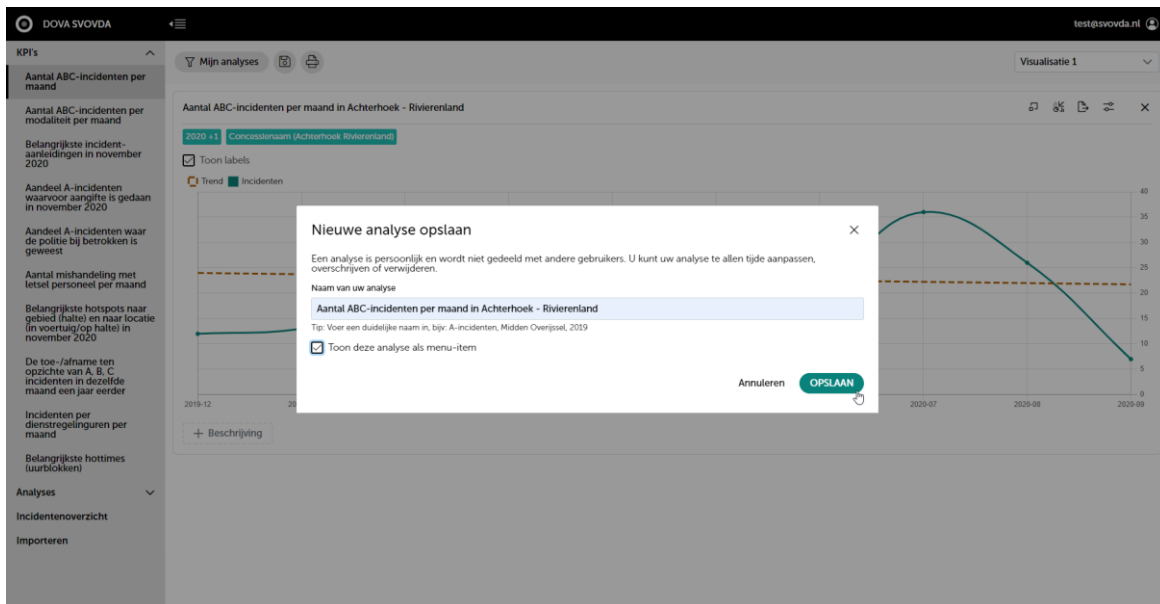 DOVA SVOVDA
test@svovda.nl
KPI's
Aantal ABC-incidenten per
maand
Aantal ABC-incidenten per
modaliteit per maand
Belangrijkste incident-
aanleidingen in november
2020
Aandeel A-incidenten
waarvoor aangifte is gedaan
in november 2020
Aandeel A-incidenten waar
de politie bij betrokken is
geweest
Aantal mishandeling met
letsel personeel per maand
Belangrijkste hotspots naar
gebied (halte) en naar locatie
(in voertuig/op halte) in
november 2020
De toe-/afname ten
opzichte van A, B, C
incidenten in dezelfde
maand een jaar eerder
Incidenten per
dienstregelinguren per
maand
Belangrijkste hottimes
(uurblokken)
Analyses
Incidentenoverzicht
Importeren
Mijn analyses
Visualisatie 1
Aantal ABC-incidenten per maand in Achterhoek - Rivierenland
2020 +1 Concessienaam (Achterhoek Rivierenland)
Toon labels
Trend Incidenten
40
35
30
25
20
15
10
5
0
2019-12 20 2020-07 2020-08 2020-09
+ Beschrijving
Nieuwe analyse opslaan
Een analyse is persoonlijk en wordt niet gedeeld met andere gebruikers. U kunt uw analyse te allen tijde aanpassen,
overschrijven of verwijderen.
Naam van uw analyse
Aantal ABC-incidenten per maand in Achterhoek - Rivierenland
Tip: Voer een duidelijke naam in, bijv: A-incidenten, Midden Overijssel, 2019
Toon deze analyse als menu-item
Annuleren OPSLAAN